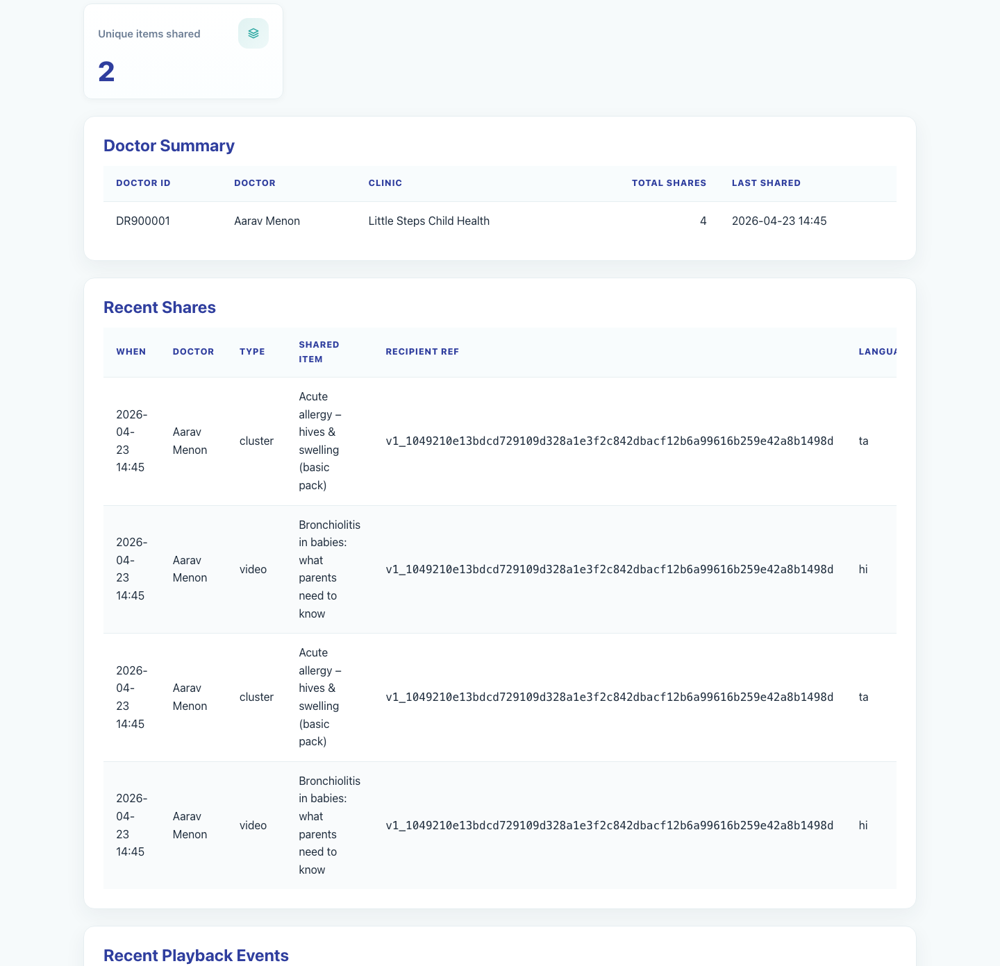 Unique items shared
2
Doctor Summary
DOCTOR ID DOCTOR CLINIC TOTAL SHARES LAST SHARED
DR900001 Aarav Menon Little Steps Child Health 4 2026-04-23 14:45
Recent Shares
WHEN DOCTOR TYPE SHARED ITEM RECIPIENT REF LANGUA
2026-04-23 14:45 Aarav Menon cluster Acute allergy – hives & swelling (basic pack) v1_1049210e13bdcd729109d328a1e3f2c842dbacf12b6a99616b259e42a8b1498d ta
2026-04-23 14:45 Aarav Menon video Bronchiolitis in babies: what parents need to know v1_1049210e13bdcd729109d328a1e3f2c842dbacf12b6a99616b259e42a8b1498d hi
2026-04-23 14:45 Aarav Menon cluster Acute allergy – hives & swelling (basic pack) v1_1049210e13bdcd729109d328a1e3f2c842dbacf12b6a99616b259e42a8b1498d ta
2026-04-23 14:45 Aarav Menon video Bronchiolitis in babies: what parents need to know v1_1049210e13bdcd729109d328a1e3f2c842dbacf12b6a99616b259e42a8b1498d hi
Recent Playback Events